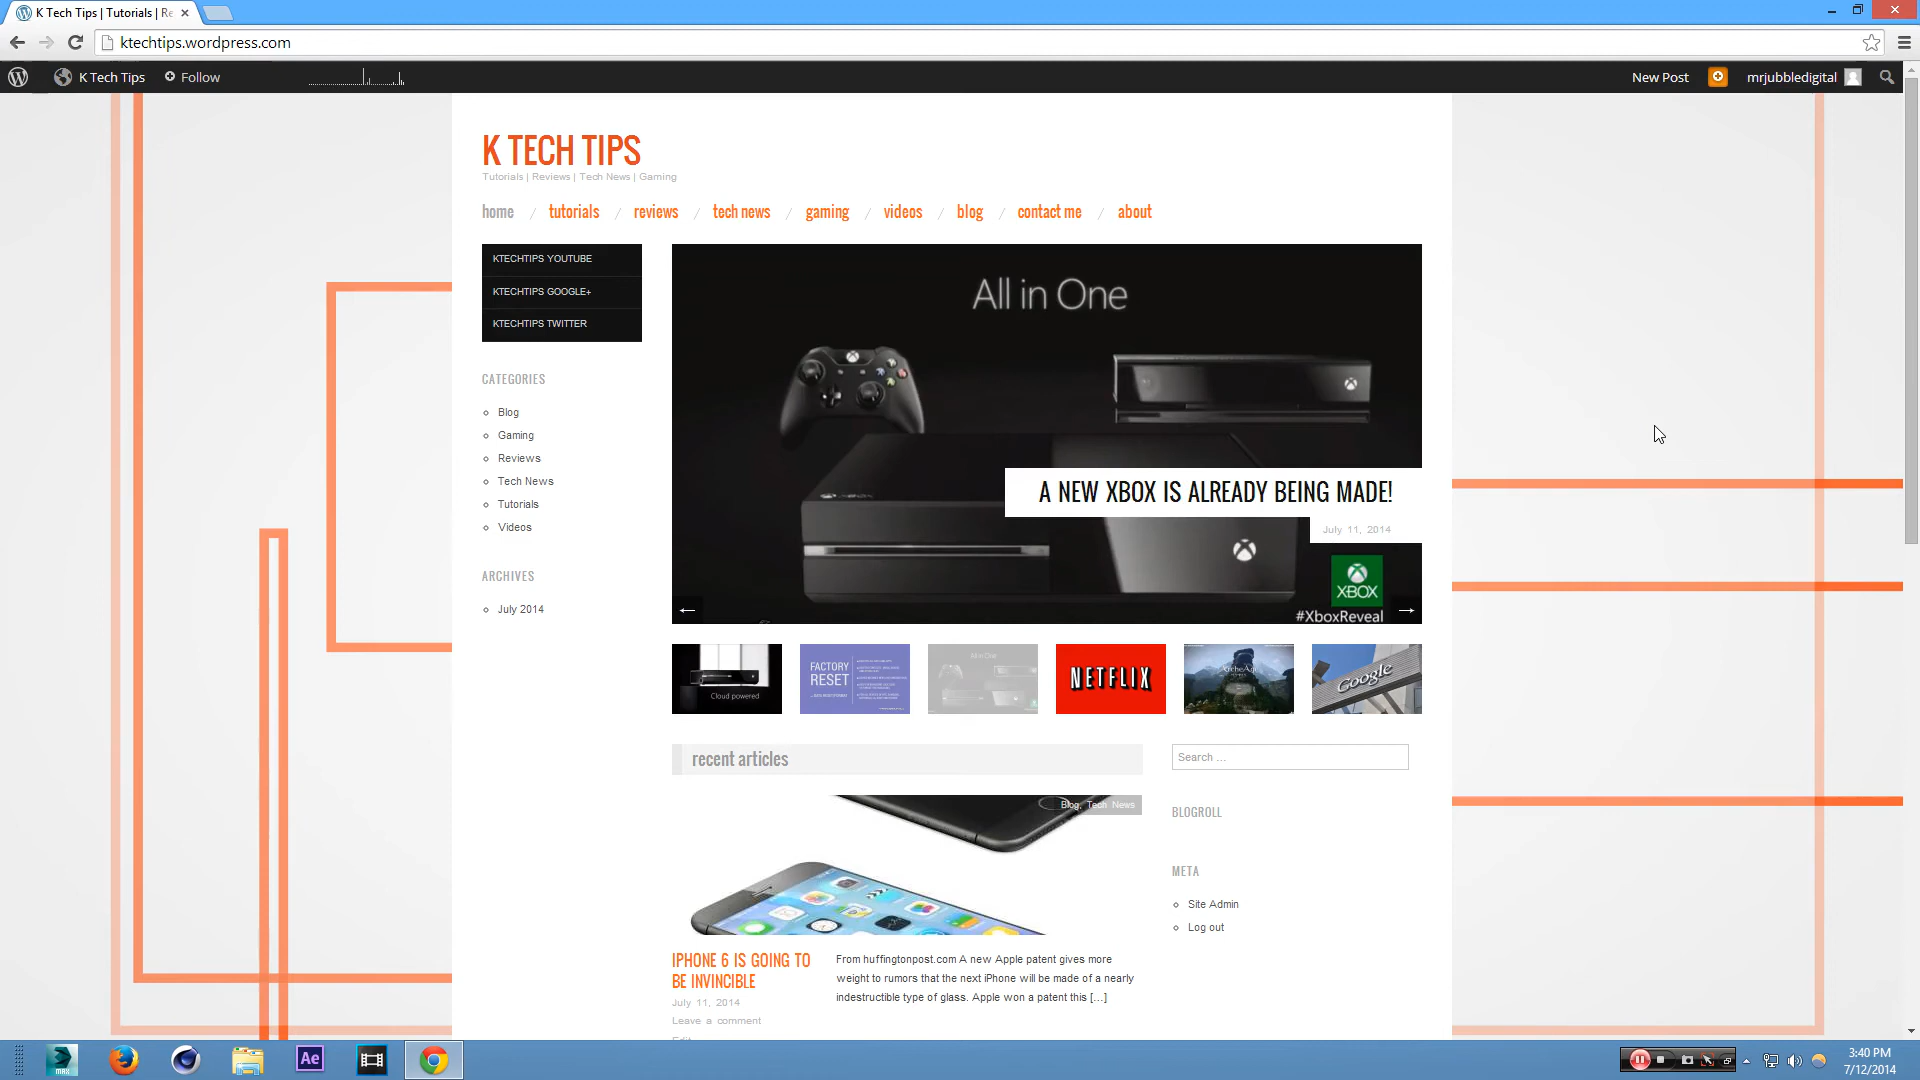 K Tech Tips | Tutorials | Re
ktechtips.wordpress.com
K Tech Tips
Follow
New Post
mrjubbledigital
K TECH TIPS
Tutorials | Reviews | Tech News | Gaming
home / tutorials / reviews / tech news / gaming / videos / blog / contact me / about
KTECHTIPS YOUTUBE
KTECHTIPS GOOGLE+
KTECHTIPS TWITTER
CATEGORIES
Blog
Gaming
Reviews
Tech News
Tutorials
Videos
ARCHIVES
July 2014
All in One
A NEW XBOX IS ALREADY BEING MADE!
July 11, 2014
XBOX
#XboxReveal
Cloud powered
FACTORY
RESET
All in One
NETFLIX
ArcheAge
Google
recent articles
Search ...
Blog, Tech News
BLOGROLL
META
Site Admin
Log out
IPHONE 6 IS GOING TO
BE INVINCIBLE
July 11, 2014
Leave a comment
Edit
From huffingtonpost.com A new Apple patent gives more
weight to rumors that the next iPhone will be made of a nearly
indestructible type of glass. Apple won a patent this [...]
MAX
Ae
3:40 PM
7/12/2014